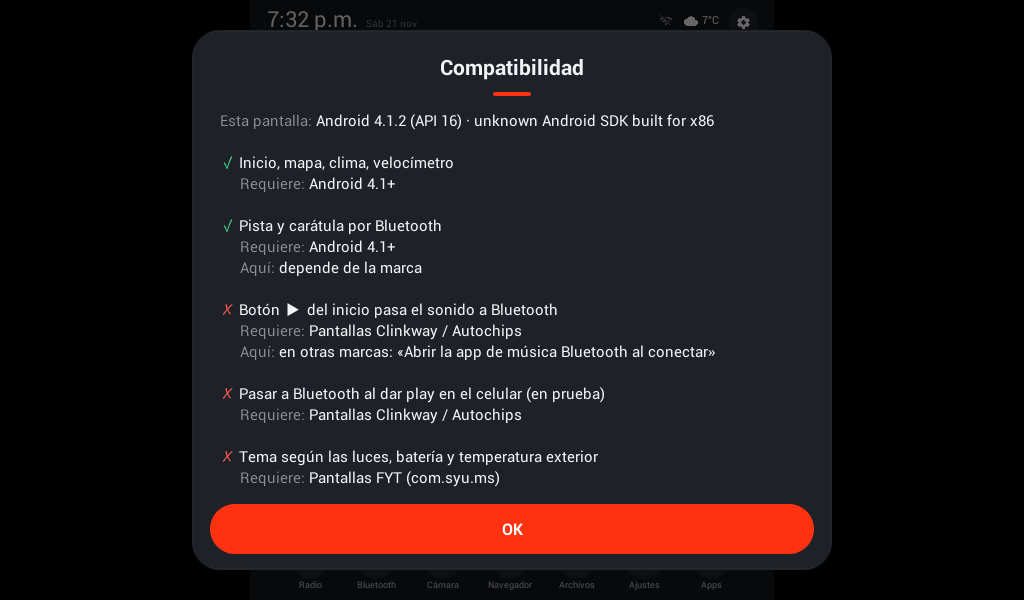 7:32 p.m. Sáb 21 nov 7°C
Compatibilidad
Esta pantalla: Android 4.1.2 (API 16) · unknown Android SDK built for x86
√ Inicio, mapa, clima, velocímetro
Requiere: Android 4.1+
√ Pista y carátula por Bluetooth
Requiere: Android 4.1+
Aquí: depende de la marca
✗ Botón ▶ del inicio pasa el sonido a Bluetooth
Requiere: Pantallas Clinkway / Autochips
Aquí: en otras marcas: «Abrir la app de música Bluetooth al conectar»
✗ Pasar a Bluetooth al dar play en el celular (en prueba)
Requiere: Pantallas Clinkway / Autochips
✗ Tema según las luces, batería y temperatura exterior
Requiere: Pantallas FYT (com.syu.ms)
OK
Radio Bluetooth Cámara Navegador Archivos Ajustes Apps